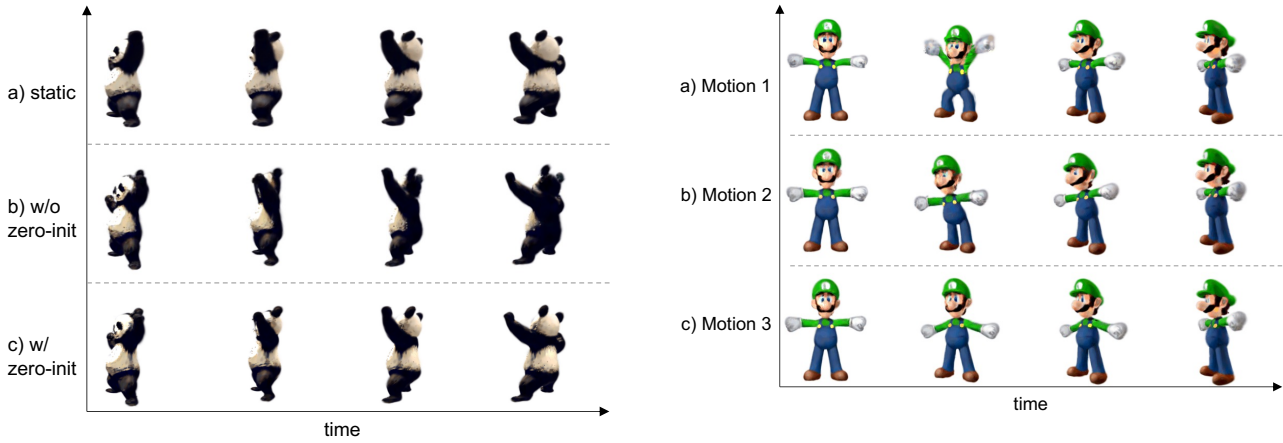 a) static
b) w/o
zero-init
c) w/
zero-init
time
a) Motion 1
b) Motion 2
c) Motion 3
time